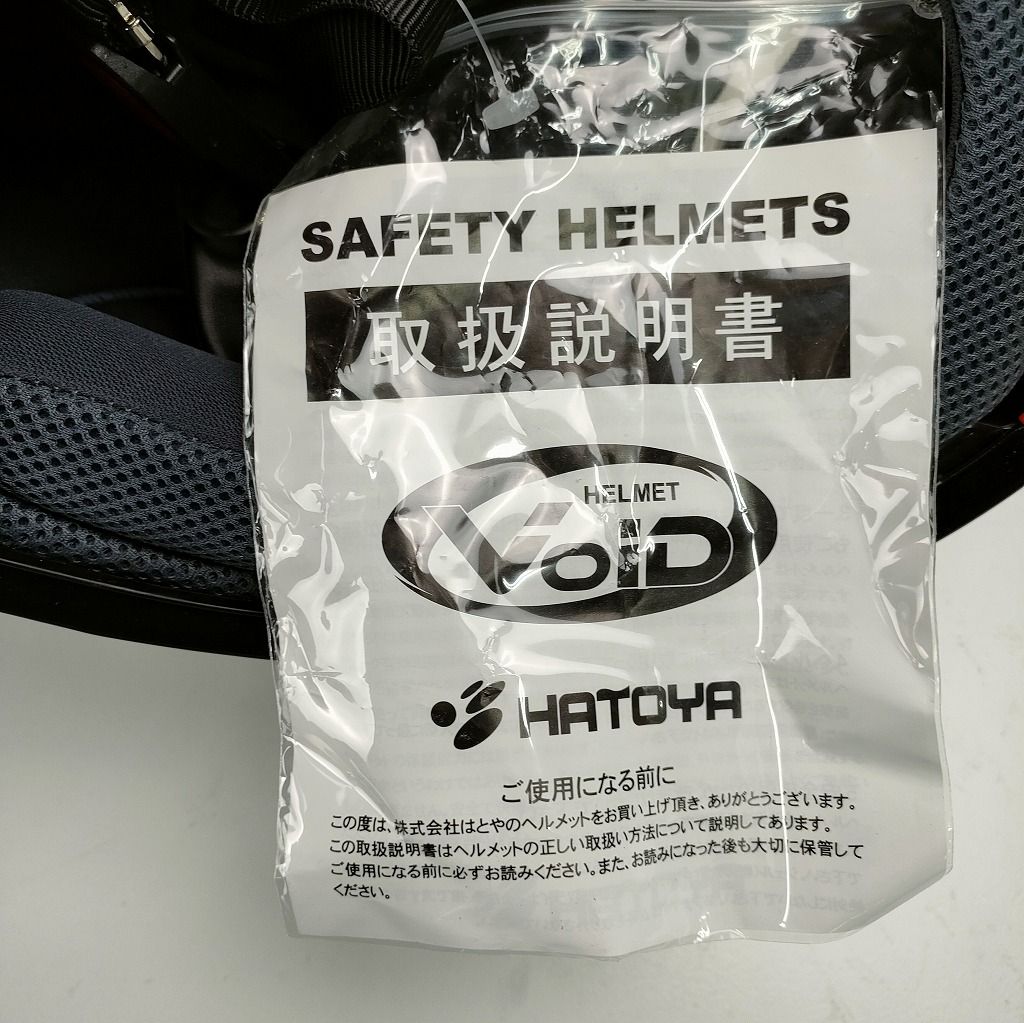 SAFETY HELMETS
取扱説明書
HELMET
VOID
HATOYA
ご使用になる前に
この度は、株式会社はとやのヘルメットをお買い上げ頂き、ありがとうございます。
この取扱説明書はヘルメットの正しい取扱い方法について説明してあります。
ご使用になる前に必ずお読みください。また、お読みになった後も大切に保管して
ください。